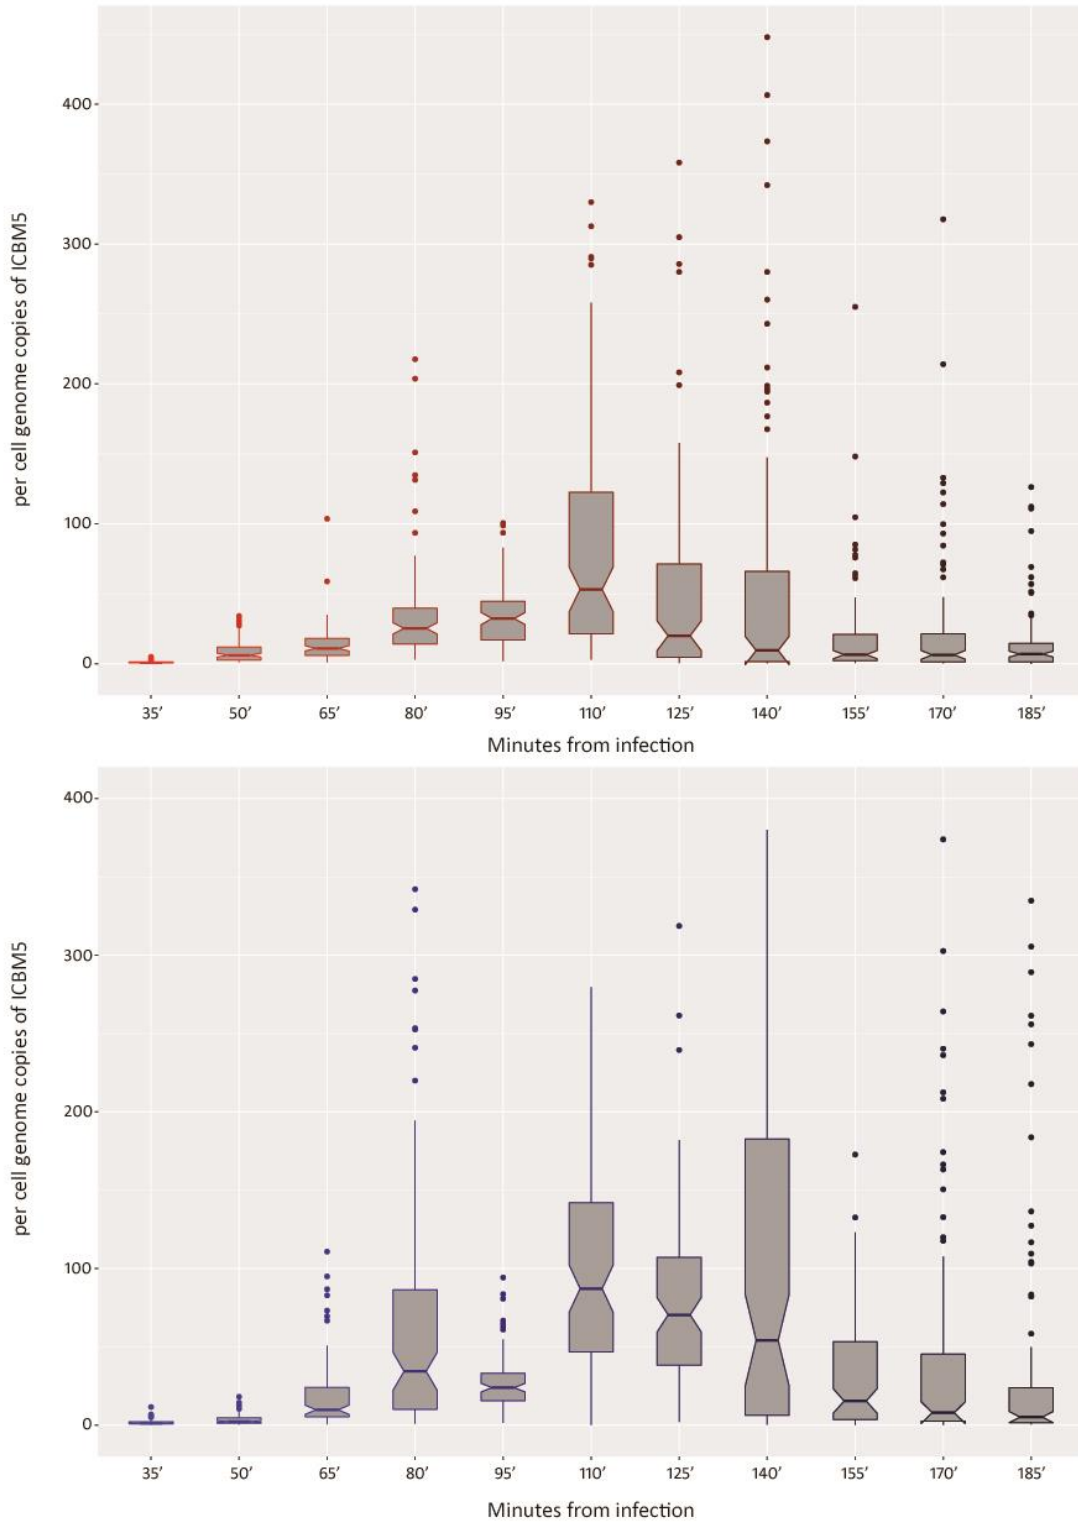 400
300
200
100
0
per cell genome copies of ICBM5
35′ 50′ 65′ 80′ 95′ 110′ 125′ 140′ 155′ 170′ 185′
Minutes from infection
400
300
200
100
0
per cell genome copies of ICBM5
35′ 50′ 65′ 80′ 95′ 110′ 125′ 140′ 155′ 170′ 185′
Minutes from infection